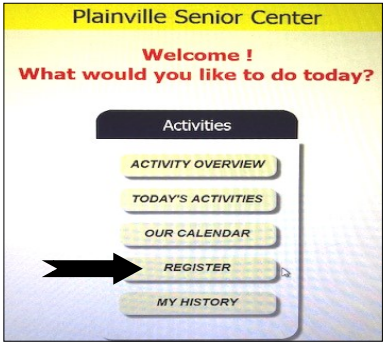 Plainville Senior Center
Welcome !
What would you like to do today?
Activities
ACTIVITY OVERVIEW
TODAY'S ACTIVITIES
OUR CALENDAR
REGISTER
MY HISTORY